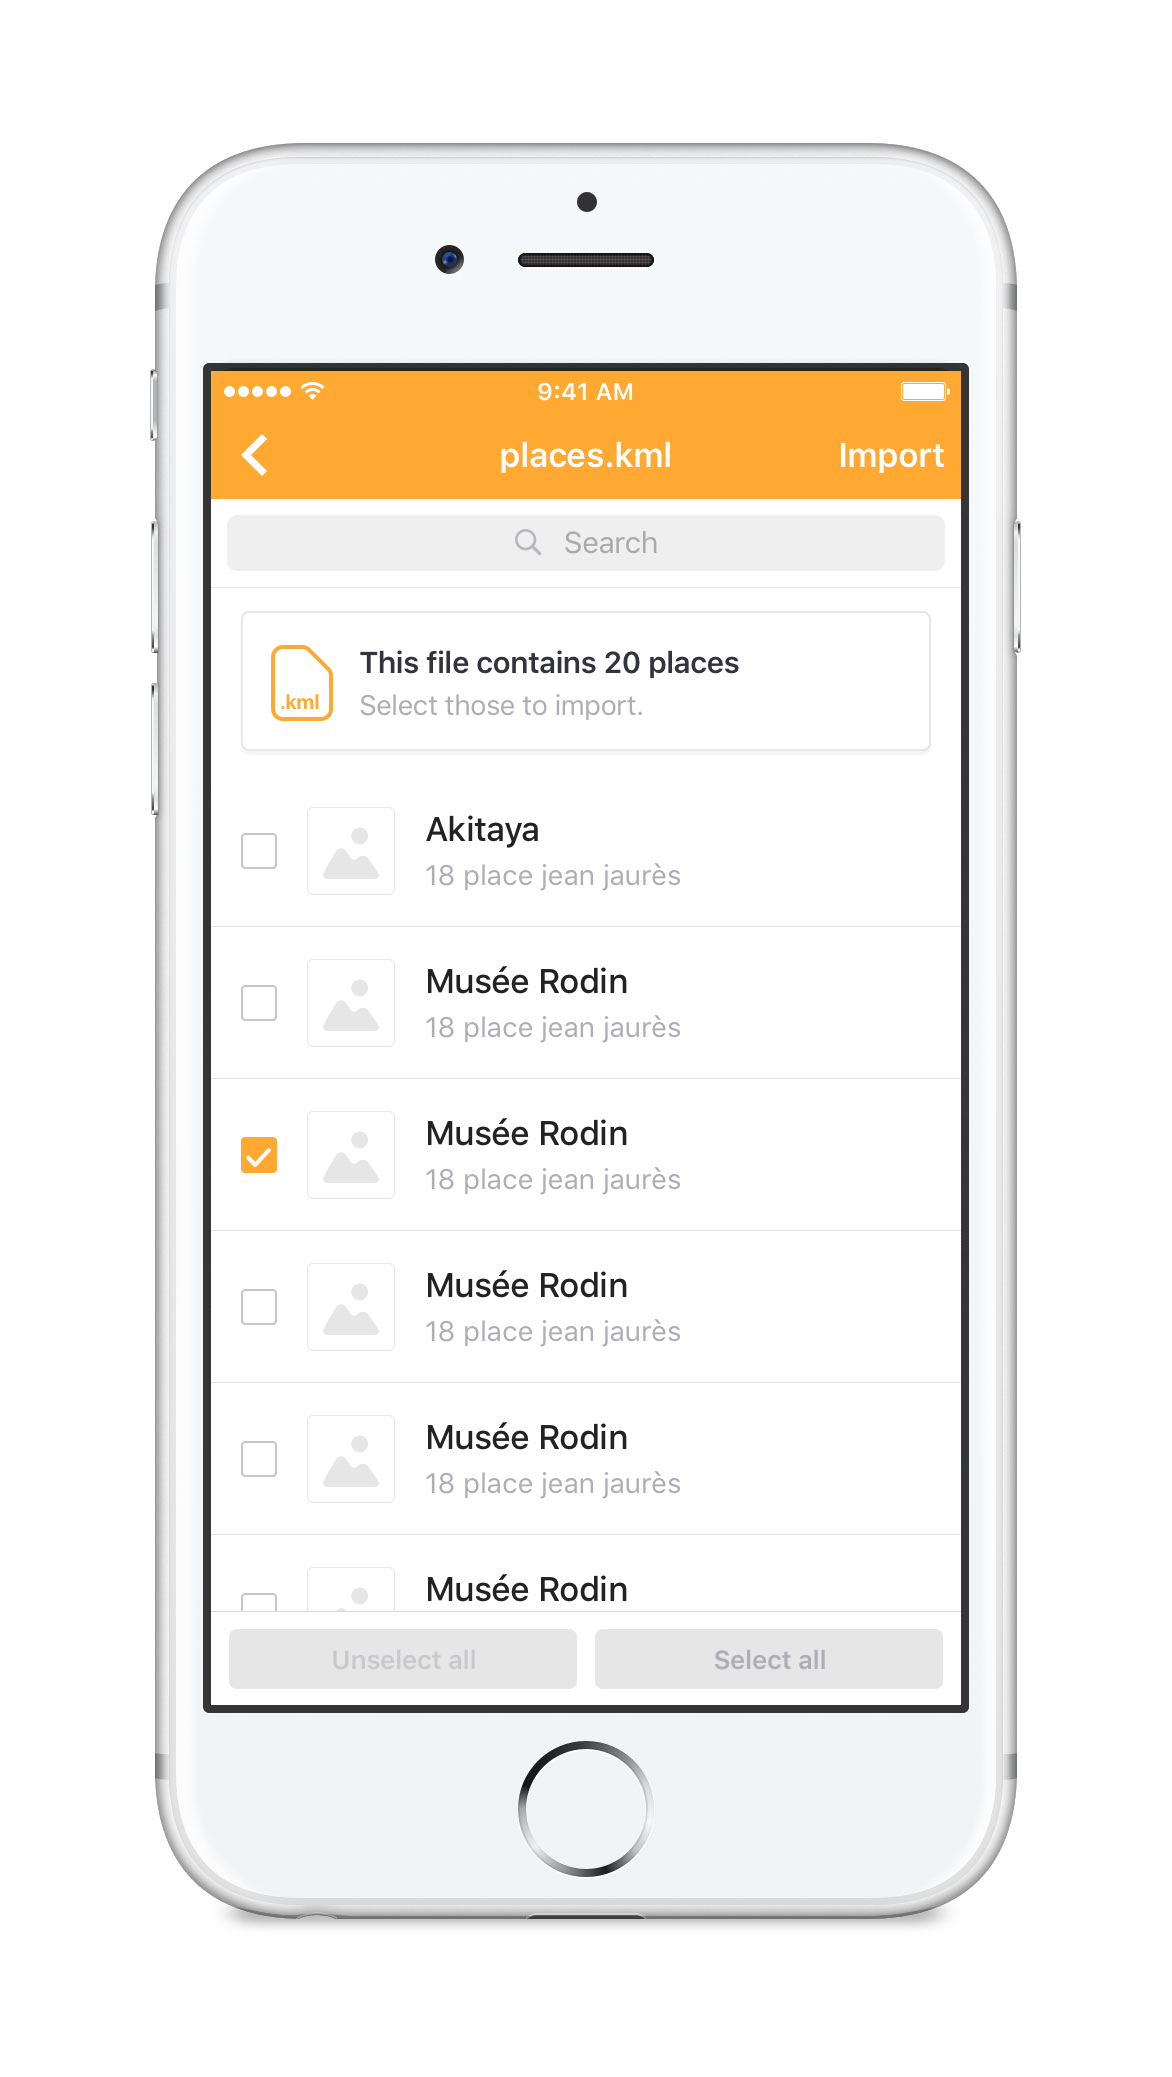 9:41 AM
places.kml
Import
Search
This file contains 20 places
.kml
Select those to import.
Akitaya
18 place jean jaurès
Musée Rodin
18 place jean jaurès
Musée Rodin
18 place jean jaurès
Musée Rodin
18 place jean jaurès
Musée Rodin
18 place jean jaurès
Musée Rodin
Unselect all
Select all